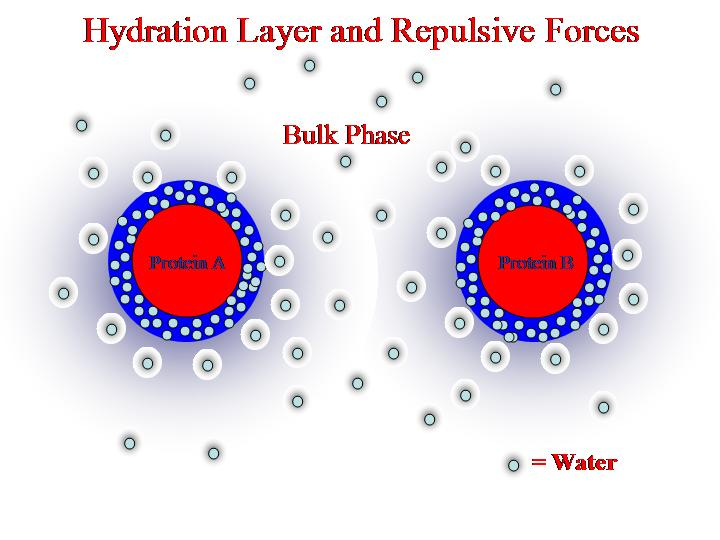 Hydration Layer and Repulsive Forces
Bulk Phase
Protein A
Protein B
= Water